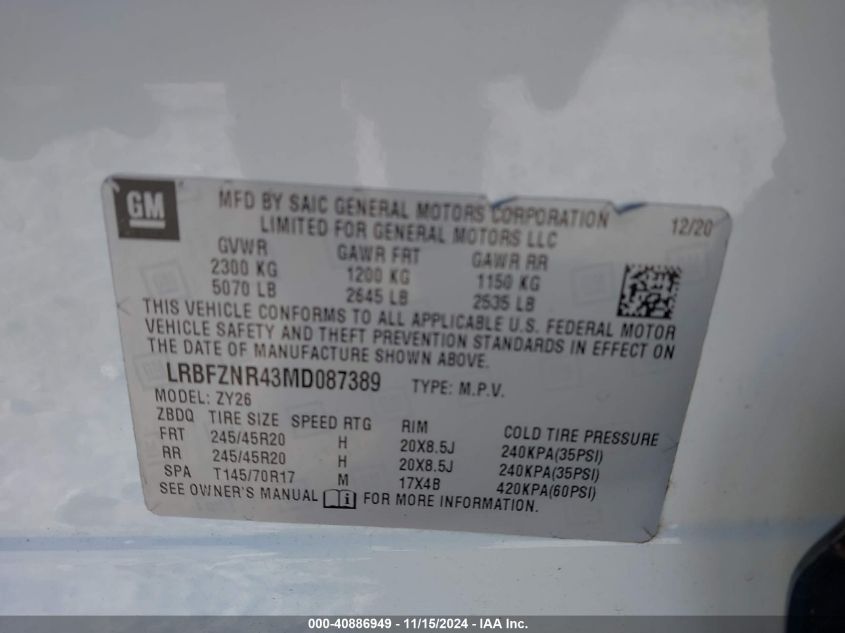 GM
MFD BY SAIC GENERAL MOTORS CORPORATION 12/20
LIMITED FOR GENERAL MOTORS LLC
GVWR GAWR FRT GAWR RR
2300 KG 1200 KG 1150 KG
5070 LB 2645 LB 2535 LB
THIS VEHICLE CONFORMS TO ALL APPLICABLE U.S. FEDERAL MOTOR
VEHICLE SAFETY AND THEFT PREVENTION STANDARDS IN EFFECT ON
THE DATE OF MANUFACTURE SHOWN ABOVE.
LRBFZNR43MD087389 TYPE: M.P.V.
MODEL: ZY26
ZBDQ TIRE SIZE SPEED RTG RIM COLD TIRE PRESSURE
FRT 245/45R20 H 20X8.5J 240KPA(35PSI)
RR 245/45R20 H 20X8.5J 240KPA(35PSI)
SPA T145/70R17 M 17X4B 420KPA(60PSI)
SEE OWNER'S MANUAL FOR MORE INFORMATION.
000-40886949 - 11/15/2024 - IAA Inc.